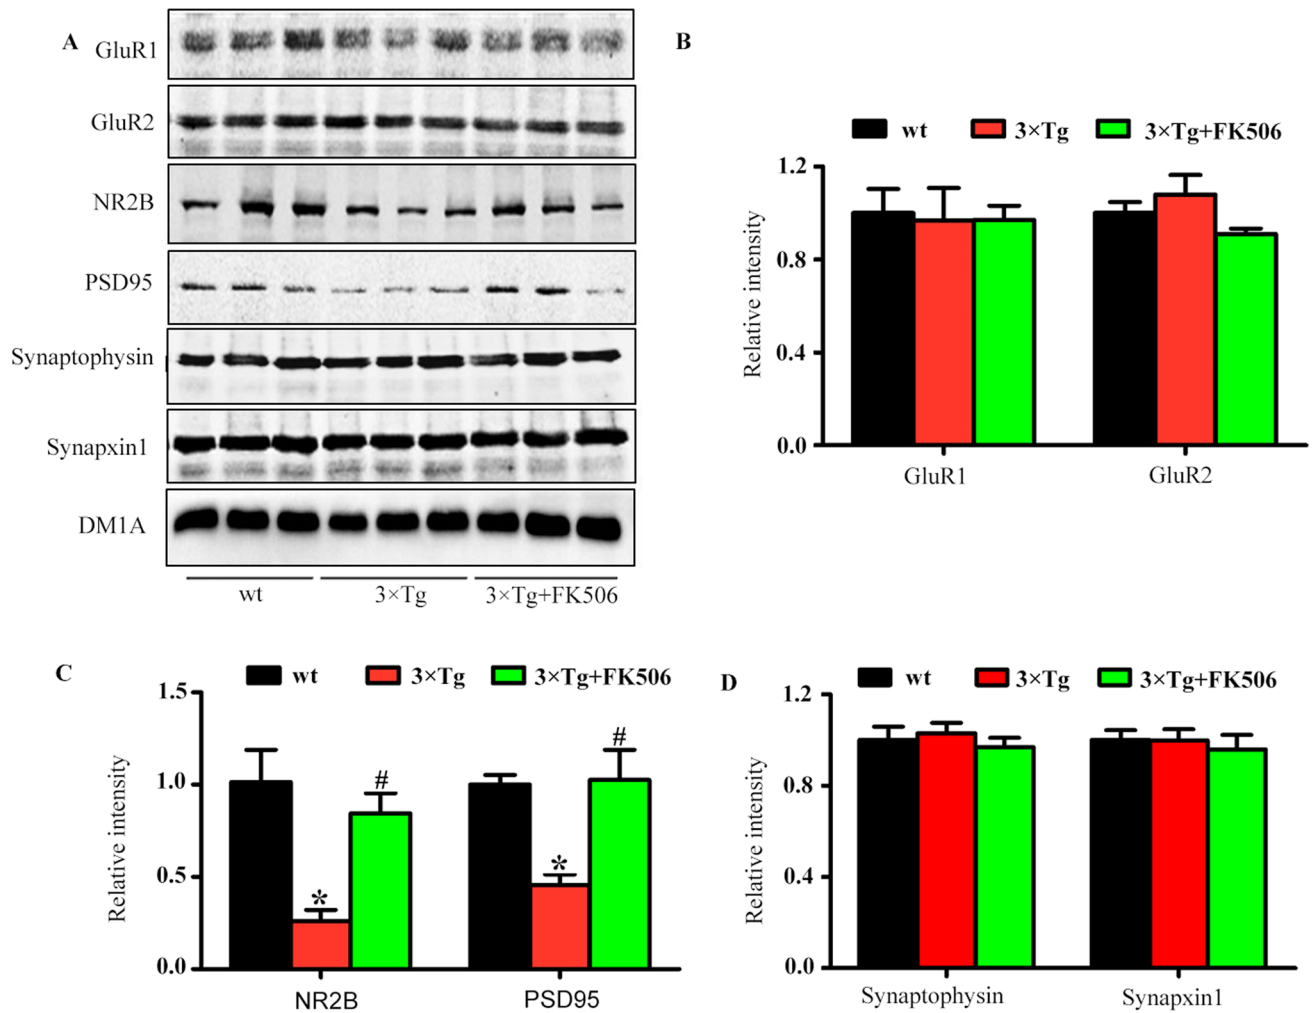 A
GluR1
GluR2
NR2B
PSD95
Synaptophysin
Synapxin1
DM1A
wt 3×Tg 3×Tg+FK506
B
wt 3×Tg 3×Tg+FK506
Relative intensity
1.2
0.8
0.4
0.0
GluR1 GluR2
C
wt 3×Tg 3×Tg+FK506
Relative intensity
1.5
1.0
0.5
0.0
* # * #
NR2B PSD95
D
wt 3×Tg 3×Tg+FK506
Relative intensity
1.2
0.8
0.4
0.0
Synaptophysin Synapxin1